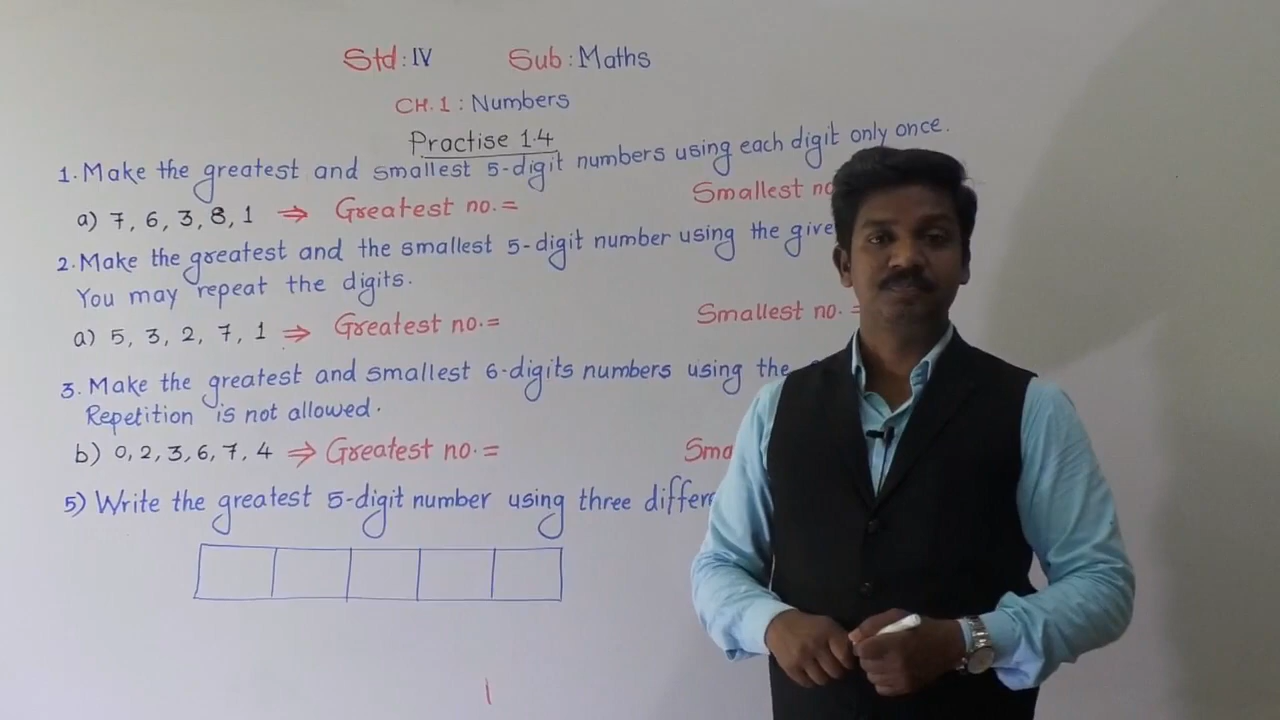 Std: IV Sub: Maths
CH. 1: Numbers
Practise 1.4
1. Make the greatest and smallest 5-digit numbers using each digit only once.
a) 7, 6, 3, 8, 1 ⇒ Greatest no. = Smallest no
2. Make the greatest and the smallest 5-digit number using the give
You may repeat the digits.
a) 5, 3, 2, 7, 1 ⇒ Greatest no. = Smallest no. =
3. Make the greatest and smallest 6-digits numbers using the
Repetition is not allowed.
b) 0, 2, 3, 6, 7, 4 ⇒ Greatest no. = Sma
5) Write the greatest 5-digit number using three differe